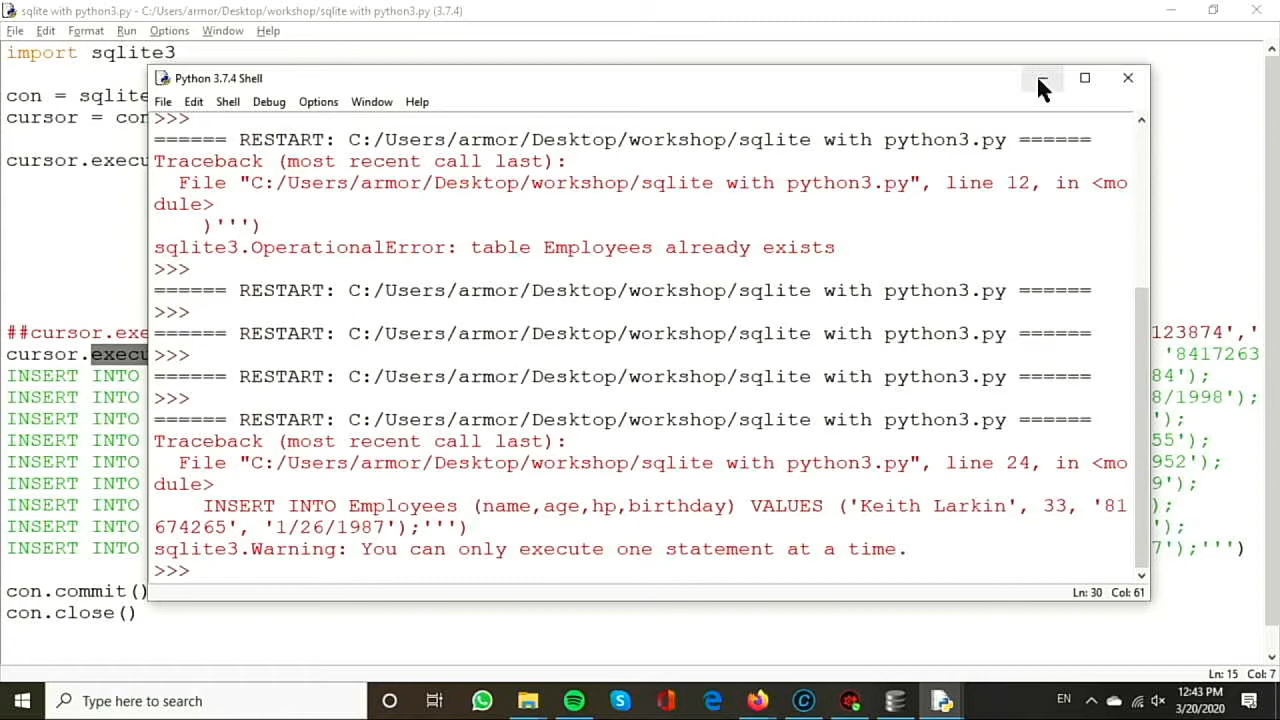 sqlite with python3.py - C:/Users/armor/Desktop/workshop/sqlite with python3.py (3.7.4)
File Edit Format Run Options Window Help
import sqlite3
Python 3.7.4 Shell
con = sqlite
File Edit Shell Debug Options Window Help
cursor = con
>>>
====== RESTART: C:/Users/armor/Desktop/workshop/sqlite with python3.py ======
cursor.execu
Traceback (most recent call last):
File "C:/Users/armor/Desktop/workshop/sqlite with python3.py", line 12, in <mo
dule>
)''')
sqlite3.OperationalError: table Employees already exists
>>>
====== RESTART: C:/Users/armor/Desktop/workshop/sqlite with python3.py ======
>>>
##cursor.exe
====== RESTART: C:/Users/armor/Desktop/workshop/sqlite with python3.py ======
123874','
cursor.execu
>>>
'8417263
INSERT INTO
====== RESTART: C:/Users/armor/Desktop/workshop/sqlite with python3.py ======
84');
INSERT INTO
>>>
8/1998');
INSERT INTO
====== RESTART: C:/Users/armor/Desktop/workshop/sqlite with python3.py ======
');
INSERT INTO
Traceback (most recent call last):
55');
INSERT INTO
File "C:/Users/armor/Desktop/workshop/sqlite with python3.py", line 24, in <mo
952');
INSERT INTO
dule>
9');
INSERT INTO
INSERT INTO Employees (name,age,hp,birthday) VALUES ('Keith Larkin', 33, '81
);
INSERT INTO
674265', '1/26/1987');''')
');
INSERT INTO
sqlite3.Warning: You can only execute one statement at a time.
7');''')
>>>
con.commit()
Ln: 30 Col: 61
con.close()
Ln: 15 Col: 7
Type here to search
EN
12:43 PM
3/20/2020